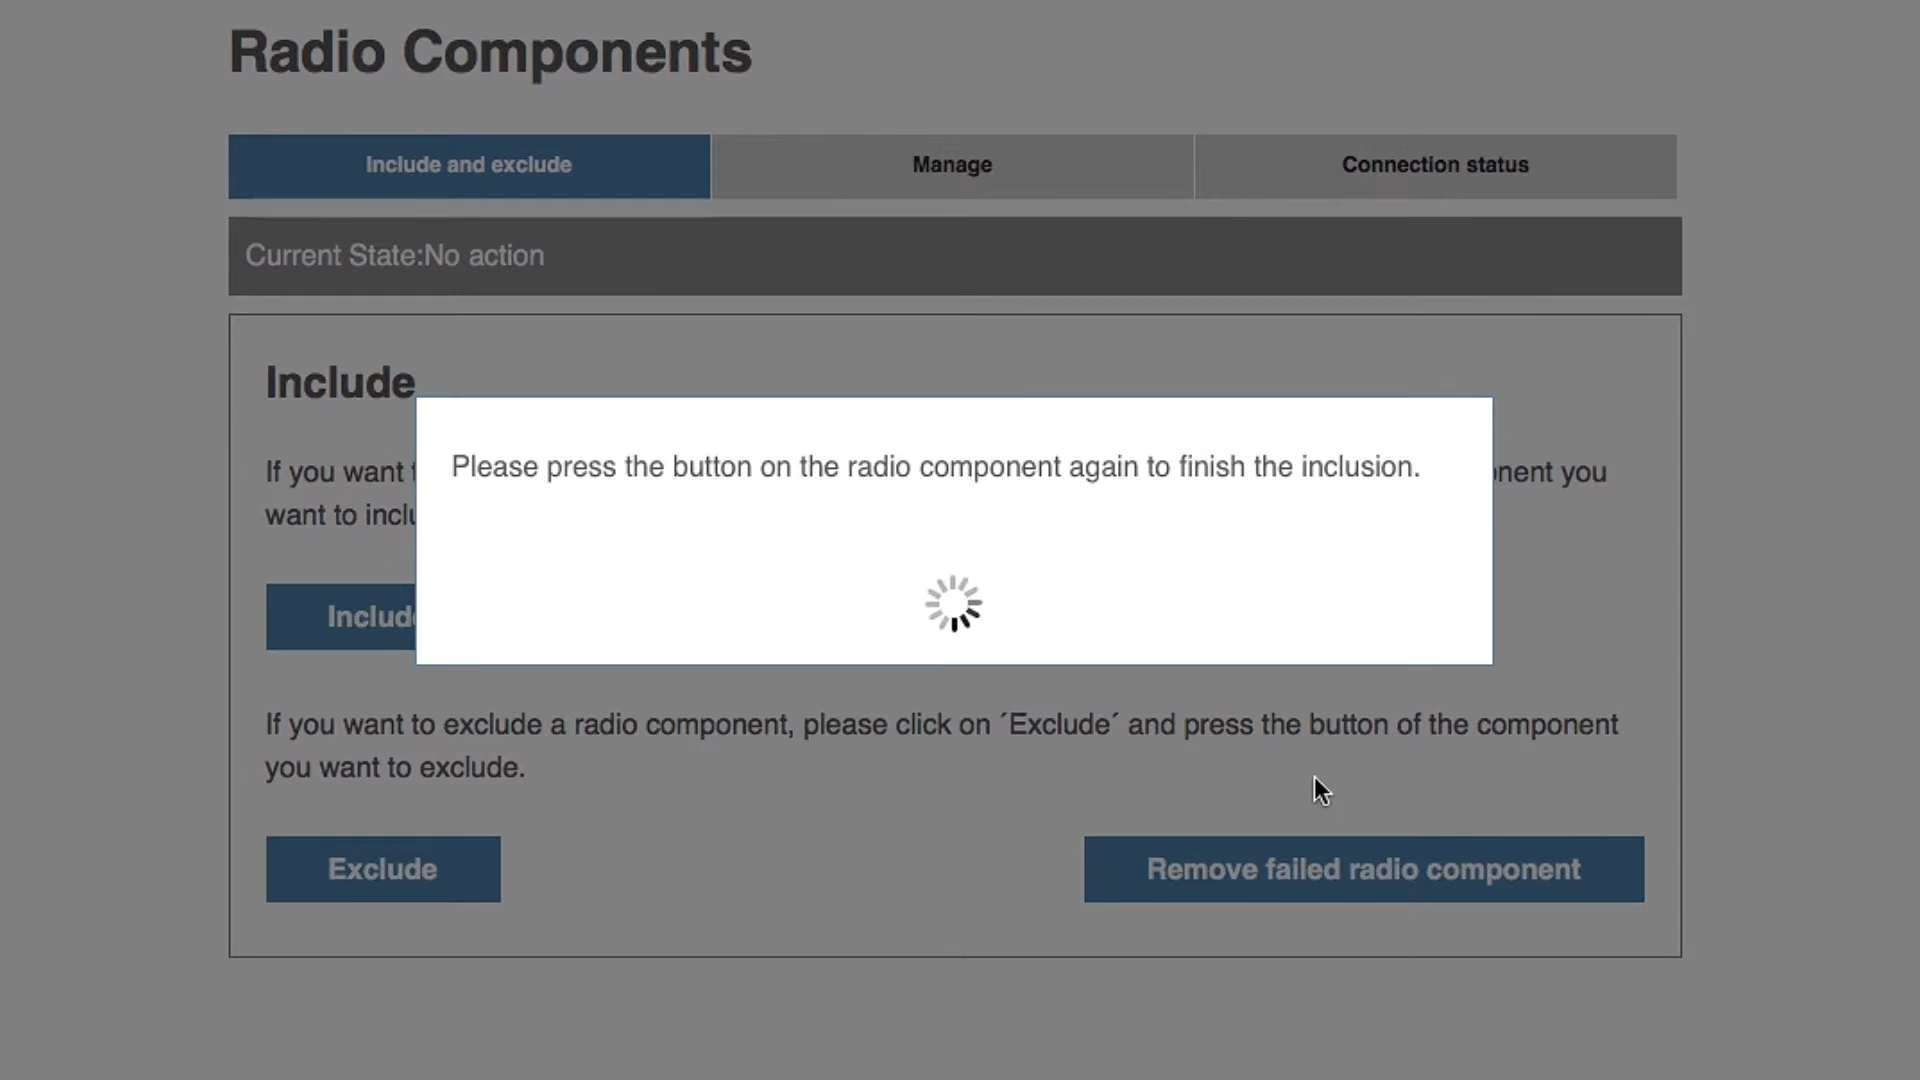 Radio Components
Include and exclude
Manage
Connection status
Current State:No action
Include
If you want
Please press the button on the radio component again to finish the inclusion.
you
want to
If you want to exclude a radio component, please click on ´Exclude´ and press the button of the component
you want to exclude.
Exclude
Remove failed radio component